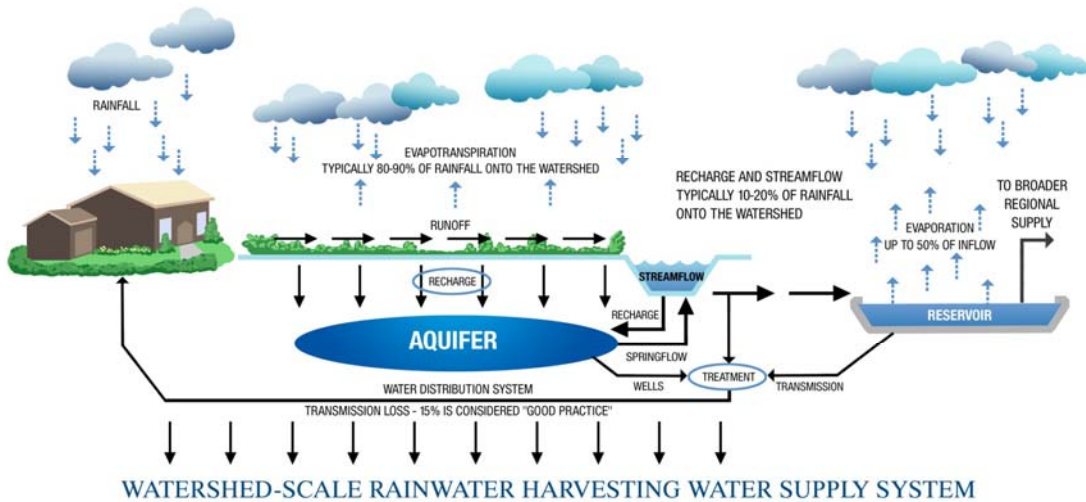 RAINFALL
EVAPOTRANSPIRATION
TYPICALLY 80-90% OF RAINFALL ONTO THE WATERSHED
RECHARGE AND STREAMFLOW
TYPICALLY 10-20% OF RAINFALL
ONTO THE WATERSHED
TO BROADER
REGIONAL
SUPPLY
EVAPORATION
UP TO 50% OF INFLOW
RUNOFF
RECHARGE
STREAMFLOW
RESERVOIR
RECHARGE
AQUIFER
SPRINGFLOW
WELLS
TREATMENT
TRANSMISSION
WATER DISTRIBUTION SYSTEM
TRANSMISSION LOSS - 15% IS CONSIDERED "GOOD PRACTICE"
WATERSHED-SCALE RAINWATER HARVESTING WATER SUPPLY SYSTEM